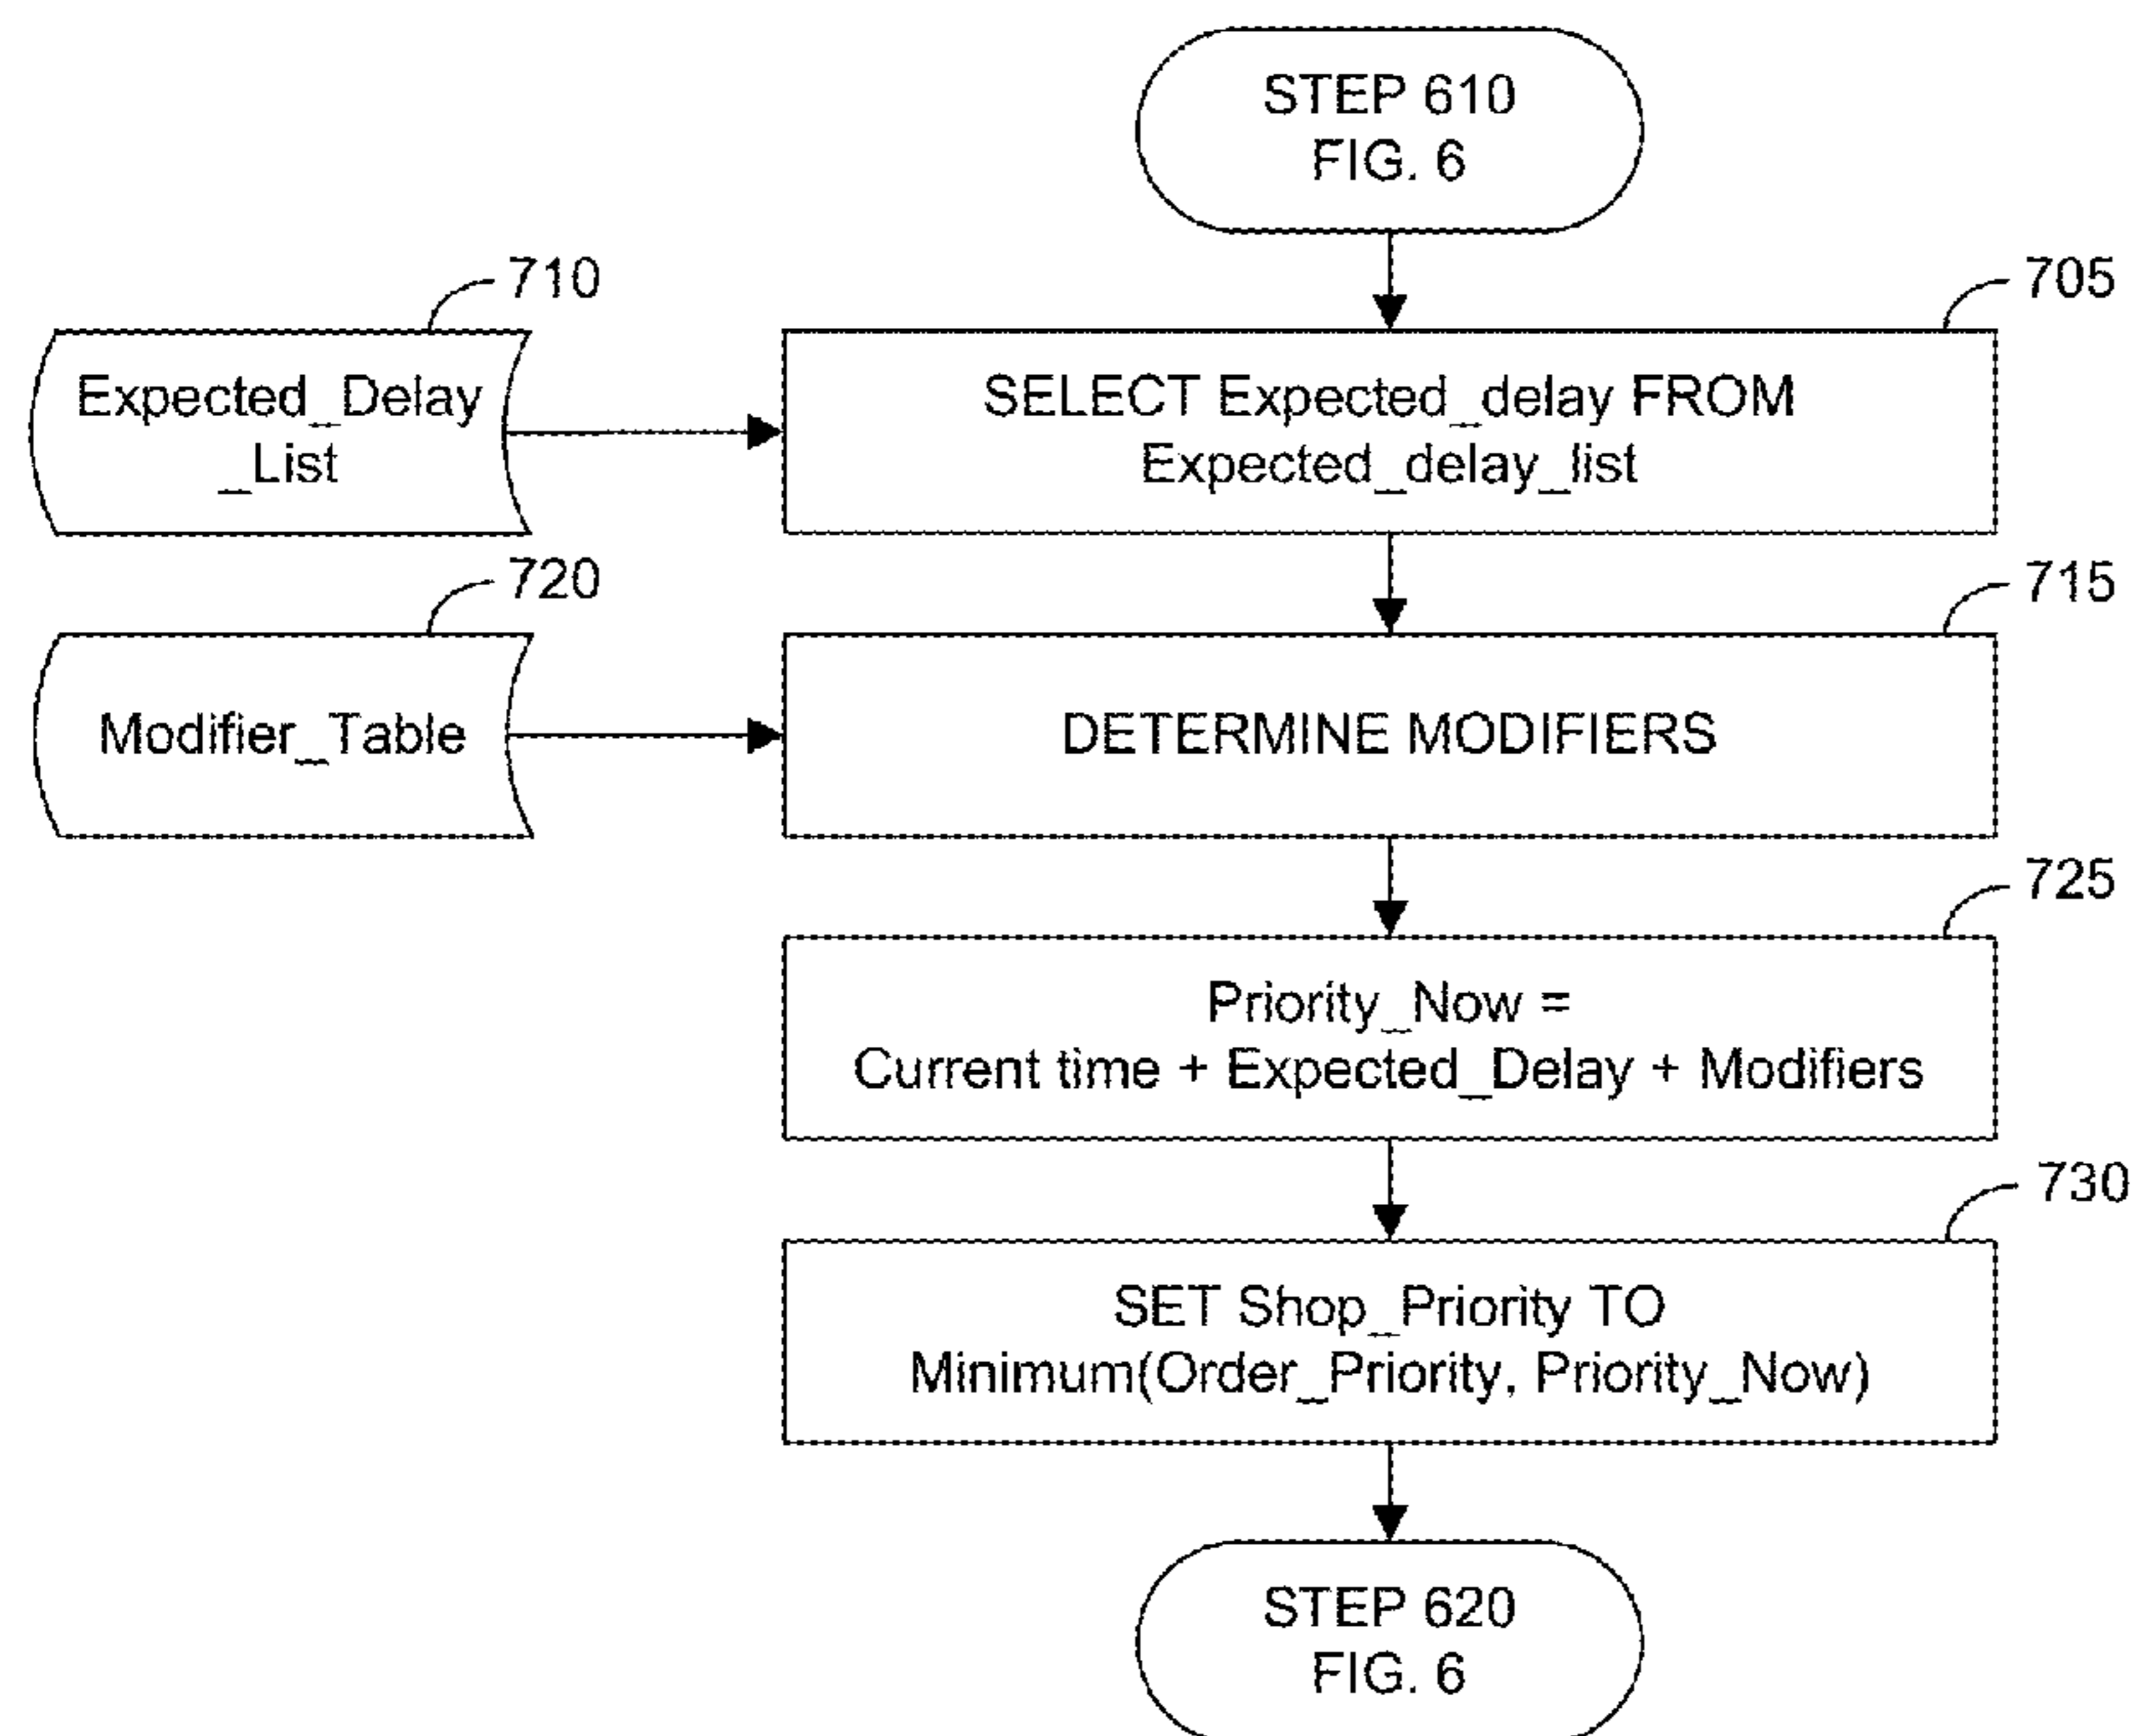 STEP 610
FIG. 6
710
705
Expected_Delay
_List
SELECT Expected_delay FROM
Expected_delay_list
720
715
Modifier_Table
DETERMINE MODIFIERS
725
Priority_Now =
Current time + Expected_Delay + Modifiers
730
SET Shop_Priority TO
Minimum(Order_Priority, Priority_Now)
STEP 620
FIG. 6